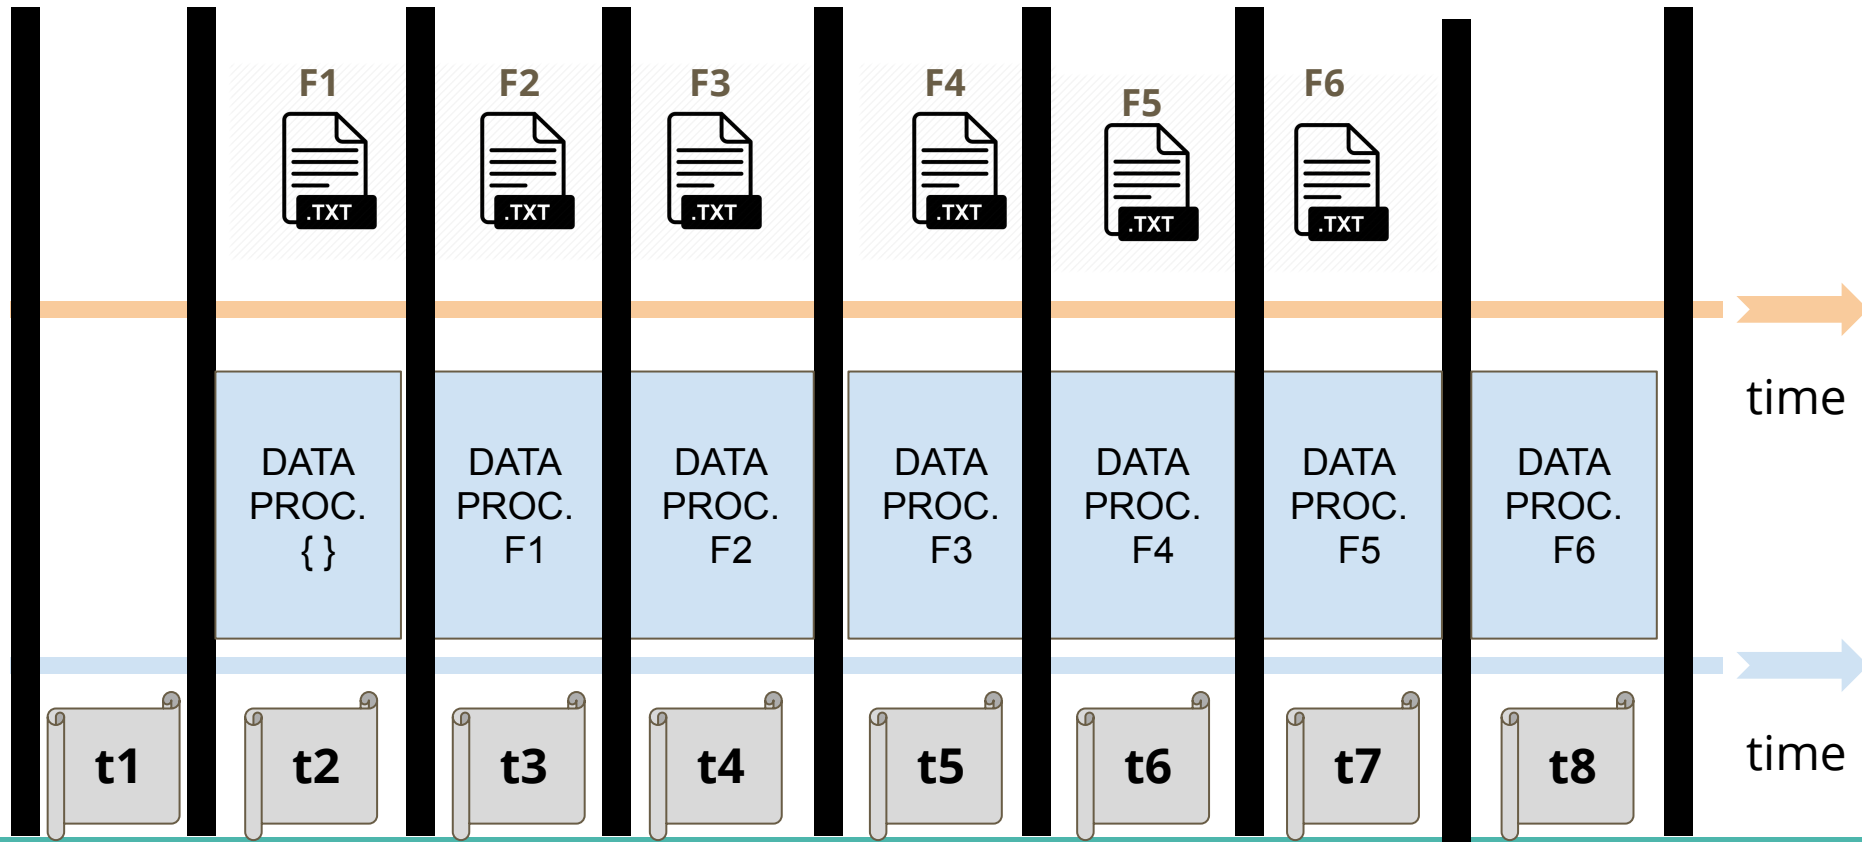 F1
F2
F3
F4
F5
F6
.TXT
.TXT
.TXT
.TXT
.TXT
.TXT
time
DATA
PROC.
{ }
DATA
PROC.
F1
DATA
PROC.
F2
DATA
PROC.
F3
DATA
PROC.
F4
DATA
PROC.
F5
DATA
PROC.
F6
t1
t2
t3
t4
t5
t6
t7
t8
time